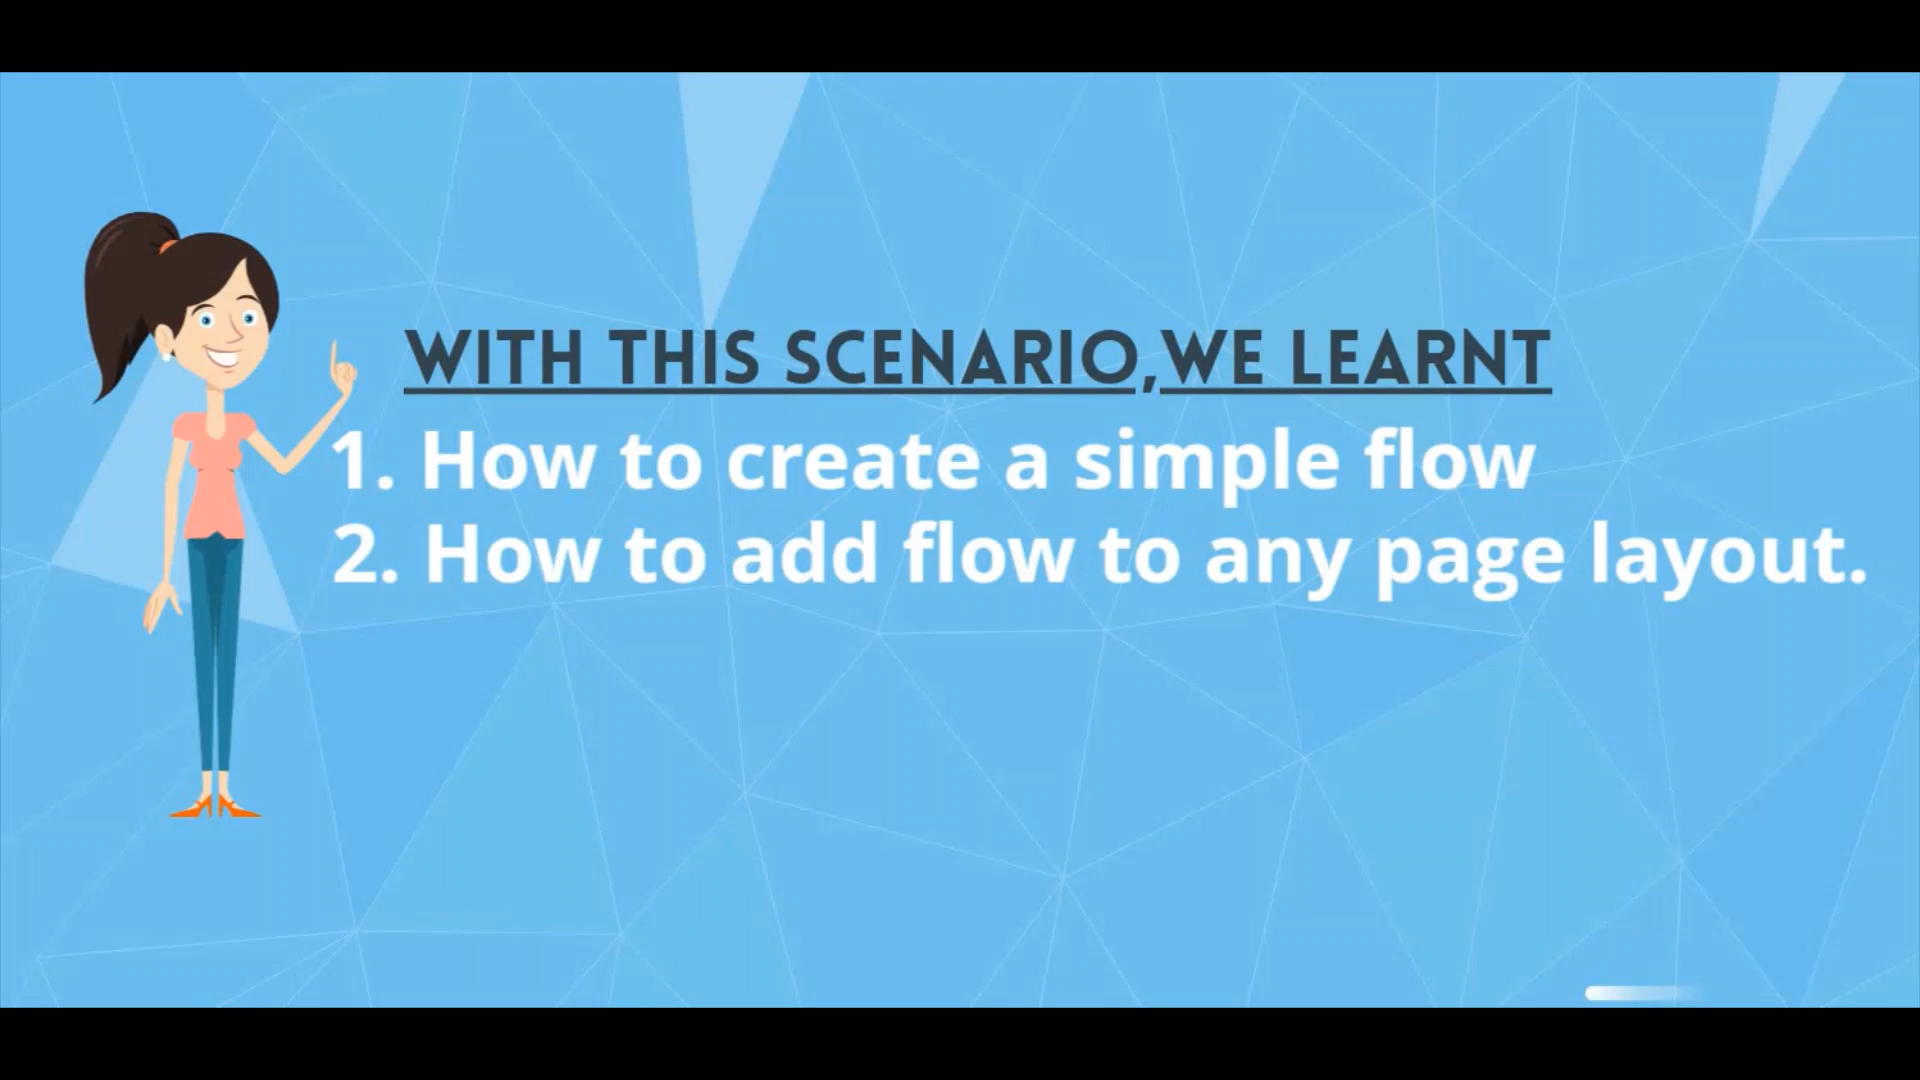 WITH THIS SCENARIO,WE LEARNT
1. How to create a simple flow
2. How to add flow to any page layout.